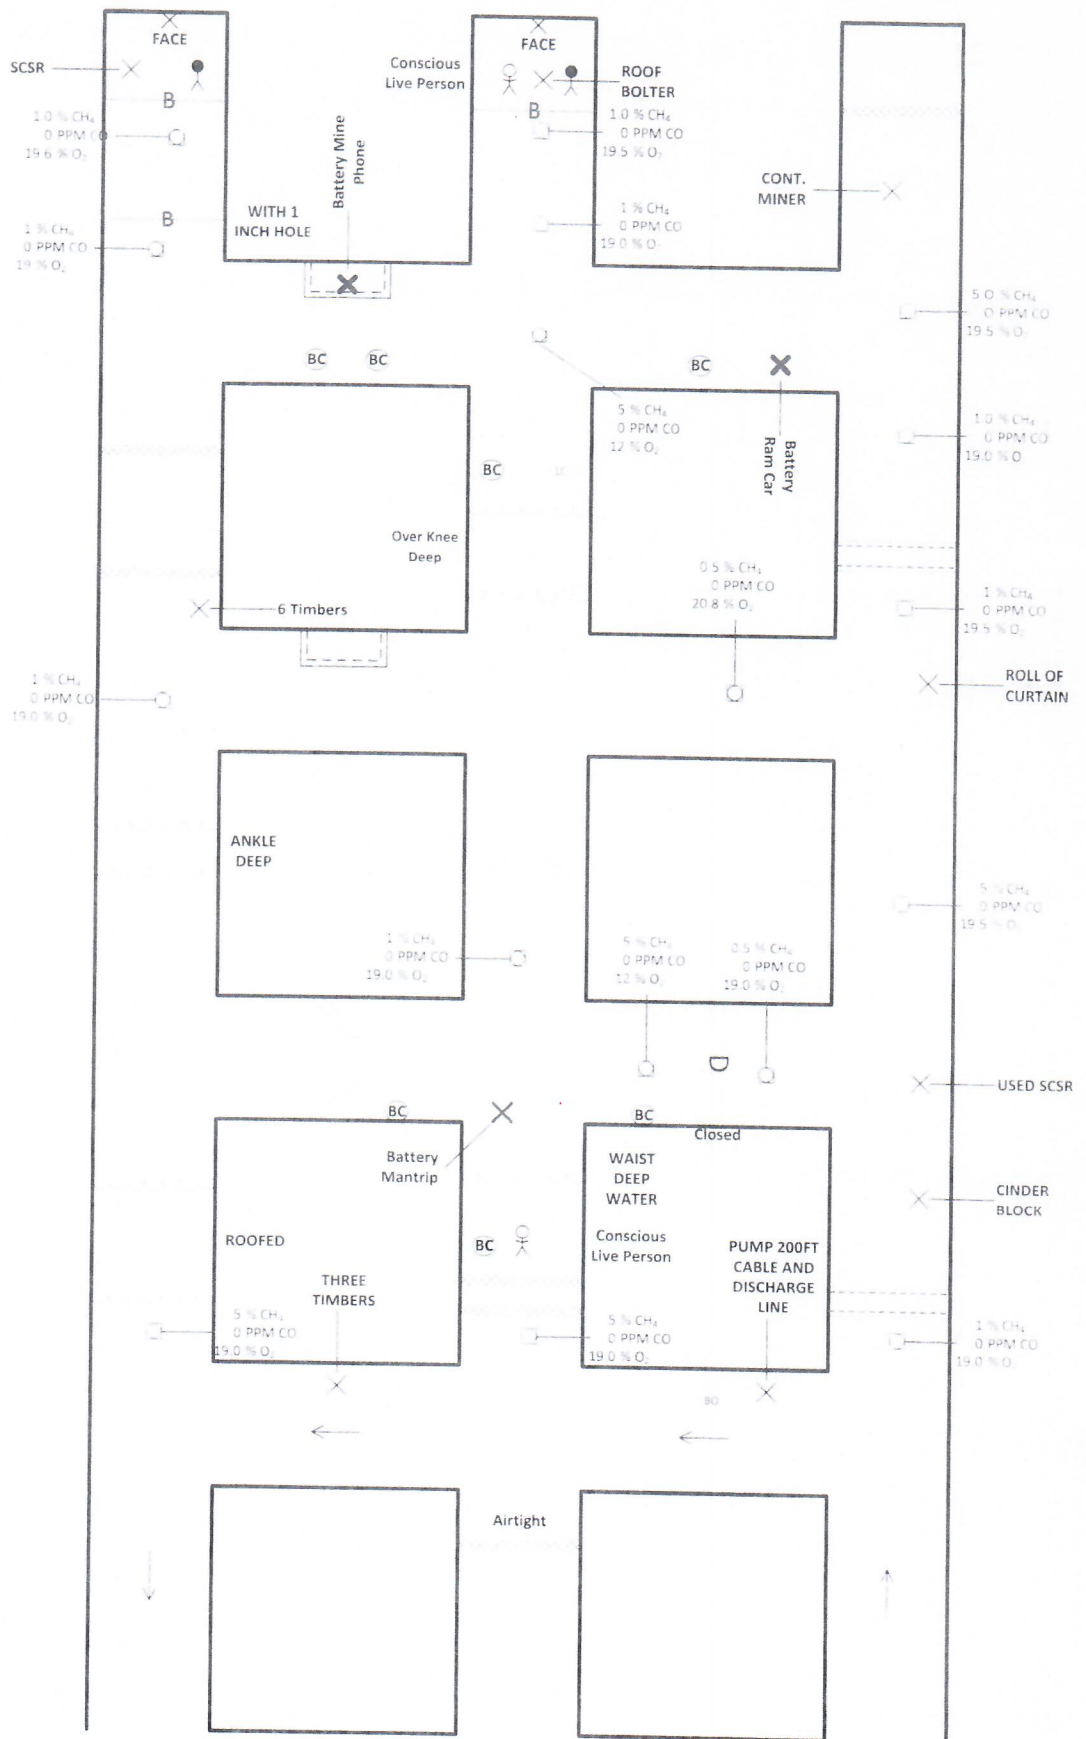 FACE
SCSR
B
1.0 % CH₄
0 PPM CO
19.6 % O₂
B
1 % CH₄
0 PPM CO
19 % O₂
WITH 1
INCH HOLE
Battery Mine
Phone
Conscious
Live Person
FACE
ROOF
BOLTER
B
1.0 % CH₄
0 PPM CO
19.5 % O₂
1 % CH₄
0 PPM CO
19.0 % O₂
CONT.
MINER
5.0 % CH₄
0 PPM CO
19.5 % O₂
BC
BC
BC
5 % CH₄
0 PPM CO
12 % O₂
Battery
Ram Car
1.0 % CH₄
0 PPM CO
19.0 % O
BC
Over Knee
Deep
0.5 % CH₄
0 PPM CO
20.8 % O₂
6 Timbers
1 % CH₄
0 PPM CO
19.5 % O₂
1 % CH₄
0 PPM CO
19.0 % O₂
ROLL OF
CURTAIN
ANKLE
DEEP
1 % CH₄
0 PPM CO
19.0 % O₂
5 % CH₄
0 PPM CO
12 % O₂
0.5 % CH₄
0 PPM CO
19.0 % O₂
5 % CH₄
0 PPM CO
19.5 % O₂
D
USED SCSR
BC
Battery
Mantrip
BC
Closed
WAIST
DEEP
WATER
CINDER
BLOCK
ROOFED
BC
Conscious
Live Person
PUMP 200FT
CABLE AND
DISCHARGE
LINE
THREE
TIMBERS
5 % CH₄
0 PPM CO
19.0 % O₂
5 % CH₄
0 PPM CO
19.0 % O₂
1 % CH₄
0 PPM CO
19.0 % O₂
BO
Airtight